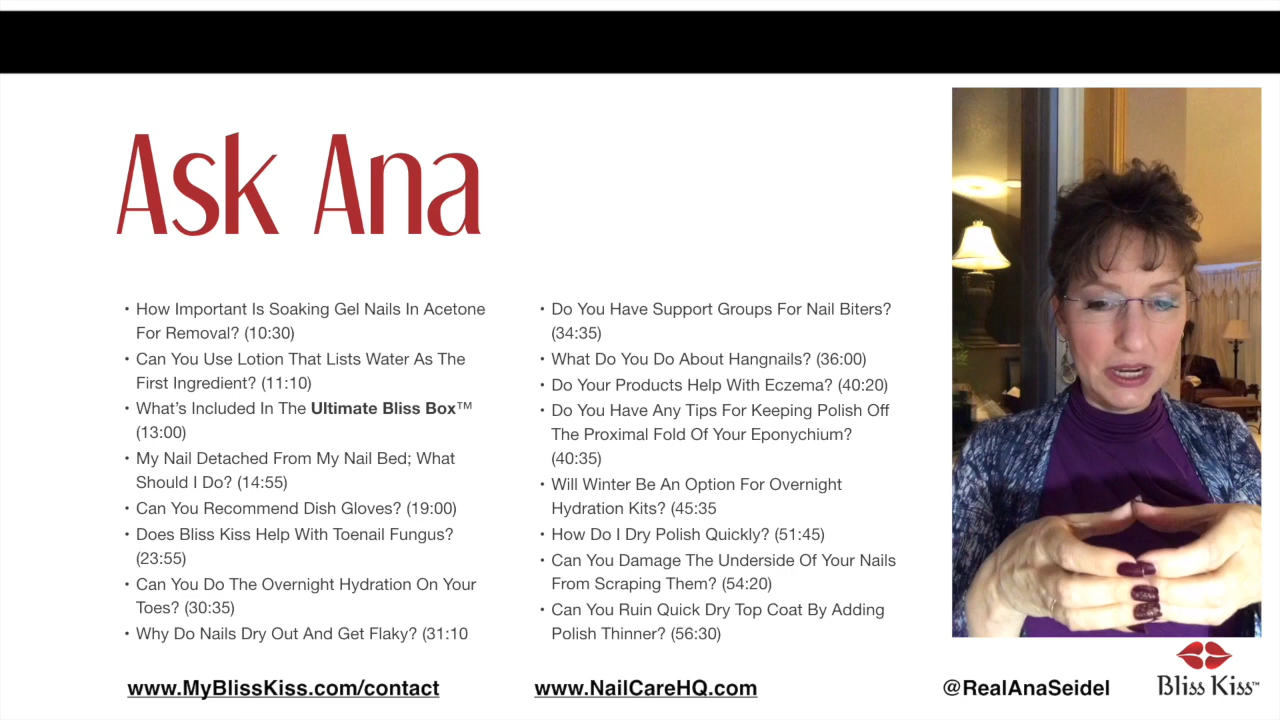 Ask Ana
• How Important Is Soaking Gel Nails In Acetone
For Removal? (10:30)
• Can You Use Lotion That Lists Water As The
First Ingredient? (11:10)
• What's Included In The Ultimate Bliss Box™
(13:00)
• My Nail Detached From My Nail Bed; What
Should I Do? (14:55)
• Can You Recommend Dish Gloves? (19:00)
• Does Bliss Kiss Help With Toenail Fungus?
(23:55)
• Can You Do The Overnight Hydration On Your
Toes? (30:35)
• Why Do Nails Dry Out And Get Flaky? (31:10
• Do You Have Support Groups For Nail Biters?
(34:35)
• What Do You Do About Hangnails? (36:00)
• Do Your Products Help With Eczema? (40:20)
• Do You Have Any Tips For Keeping Polish Off
The Proximal Fold Of Your Eponychium?
(40:35)
• Will Winter Be An Option For Overnight
Hydration Kits? (45:35
• How Do I Dry Polish Quickly? (51:45)
• Can You Damage The Underside Of Your Nails
From Scraping Them? (54:20)
• Can You Ruin Quick Dry Top Coat By Adding
Polish Thinner? (56:30)
www.MyBlissKiss.com/contact
www.NailCareHQ.com
@RealAnaSeidel
Bliss Kiss™